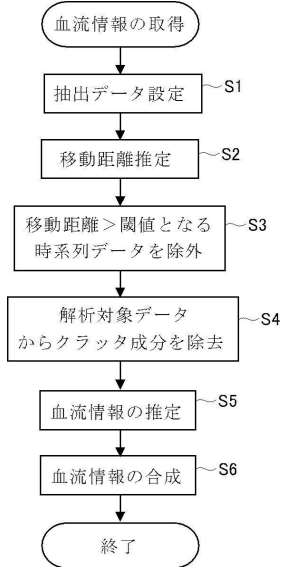 血流情報の取得
抽出データ設定
S1
移動距離推定
S2
移動距離＞閾値となる
時系列データを除外
S3
解析対象データ
からクラッタ成分を除去
S4
血流情報の推定
S5
血流情報の合成
S6
終了